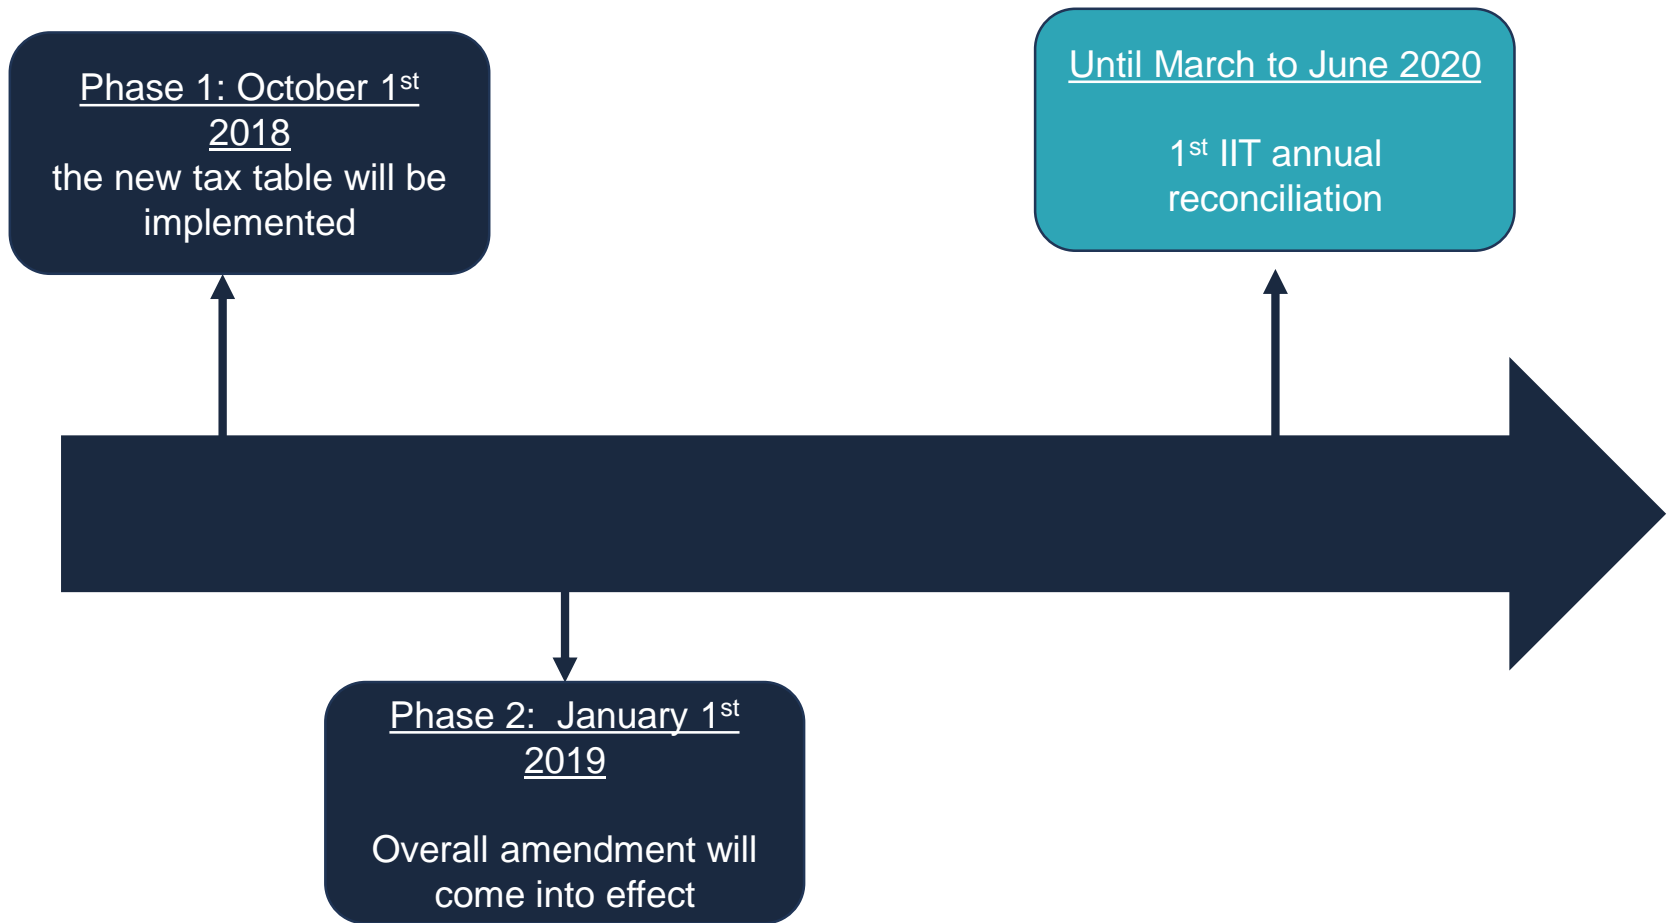 Phase 1: October 1st
2018
the new tax table will be
implemented
Until March to June 2020
1st IIT annual
reconciliation
Phase 2:  January 1st
2019
Overall amendment will
come into effect